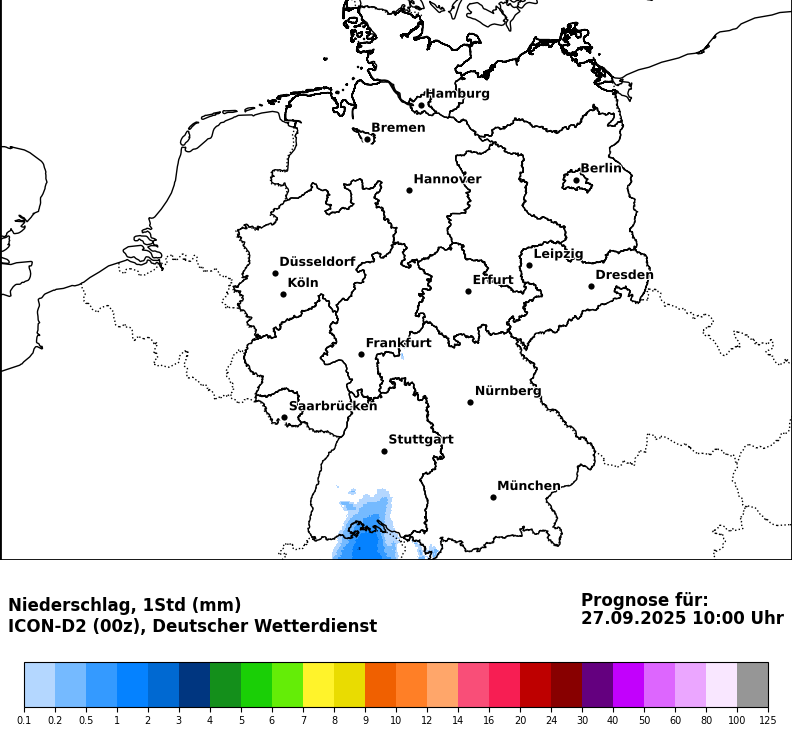 Hamburg
Bremen
Berlin
Hannover
Leipzig
Düsseldorf
Dresden
Köln
Erfurt
Frankfurt
Nürnberg
Saarbrücken
Stuttgart
München
Niederschlag, 1Std (mm)
ICON-D2 (00z), Deutscher Wetterdienst
Prognose für:
27.09.2025 10:00 Uhr
0.1 0.2 0.5 1 2 3 4 5 6 7 8 9 10 12 14 16 20 24 30 40 50 60 80 100 125